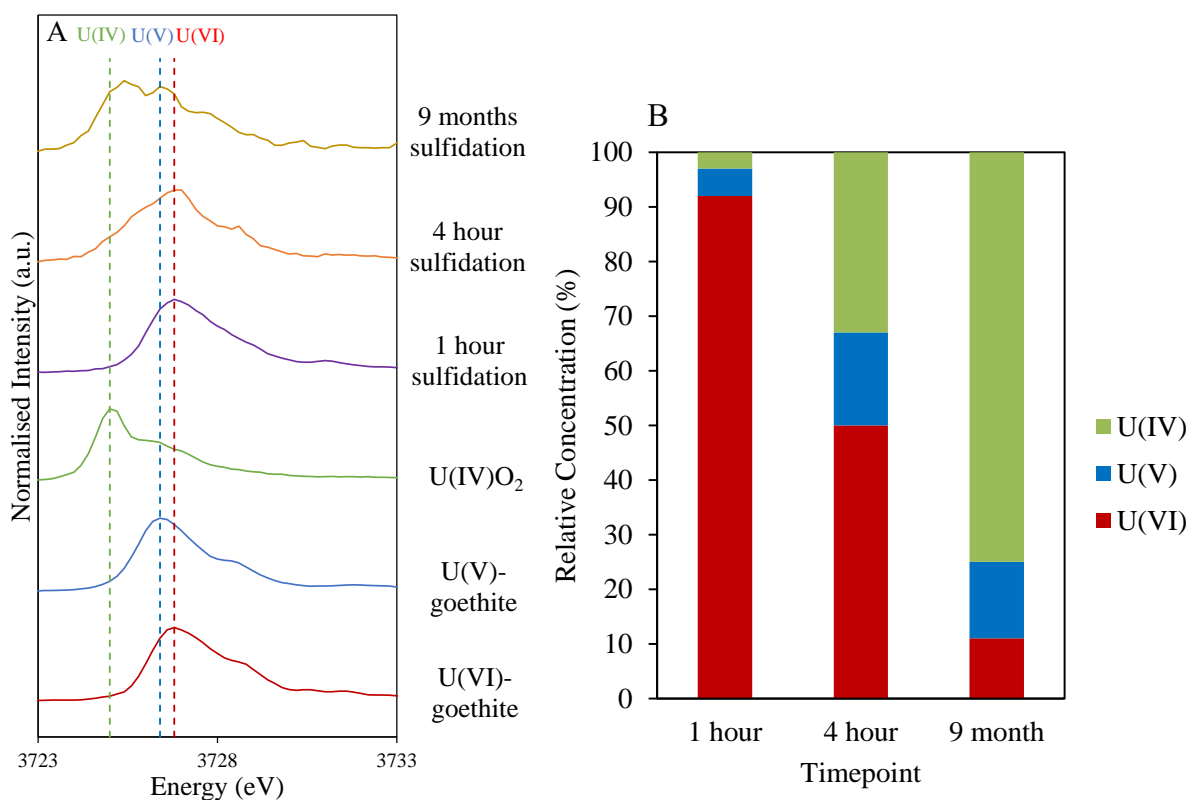 A
U(IV) U(V) U(VI)
9 months
sulfidation
4 hour
sulfidation
1 hour
sulfidation
U(IV)O₂
U(V)-
goethite
U(VI)-
goethite
Normalised Intensity (a.u.)
3723 3728 3733
Energy (eV)
B
100
90
80
70
60
50
40
30
20
10
0
Relative Concentration (%)
1 hour 4 hour 9 month
Timepoint
U(IV)
U(V)
U(VI)